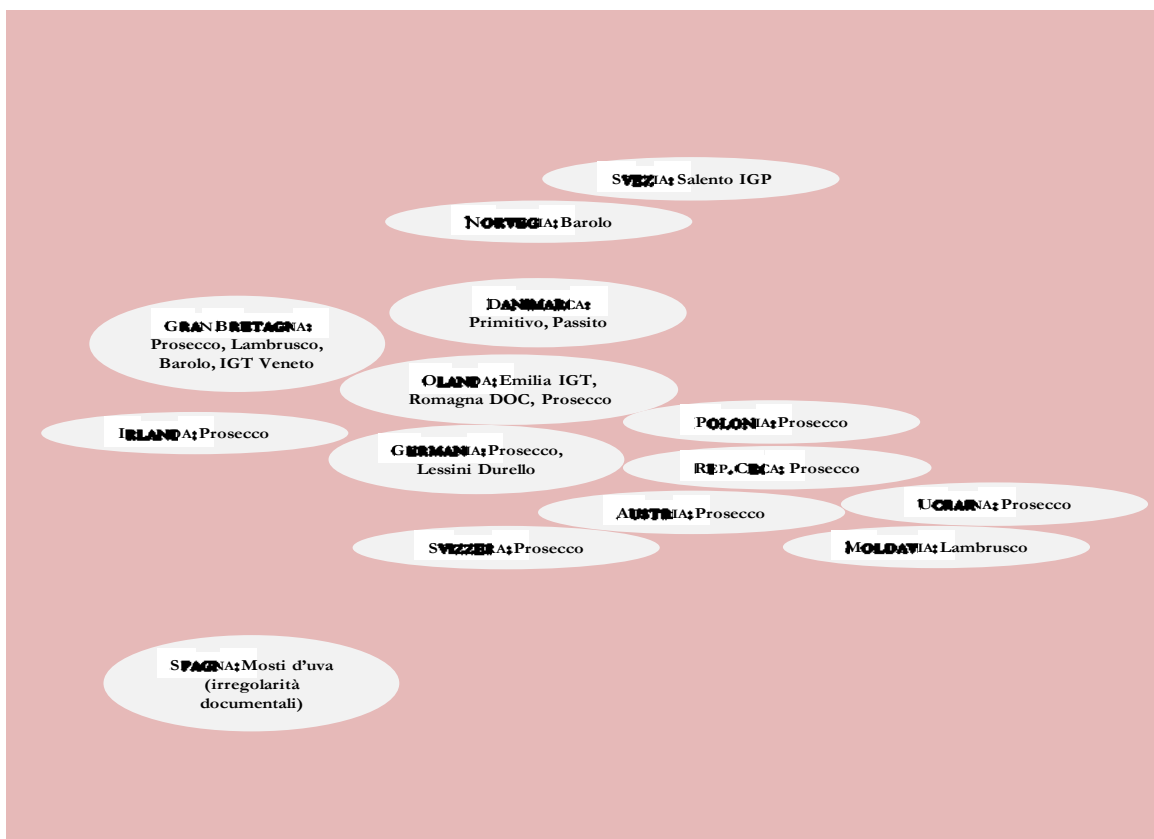 SVEZIA: Salento IGP
NORVEGIA: Barolo
DANIMARCA:
Primitivo, Passito
GRAN BRETAGNA:
Prosecco, Lambrusco,
Barolo, IGT Veneto
OLANDA: Emilia IGT,
Romagna DOC, Prosecco
POLONIA: Prosecco
IRLANDA: Prosecco
GERMANIA: Prosecco,
Lessini Durello
REP. CECA: Prosecco
UCRAINA: Prosecco
AUSTRIA: Prosecco
SVIZZERA: Prosecco
MOLDAVIA: Lambrusco
SPAGNA: Mosti d'uva
(irregolarità
documentali)